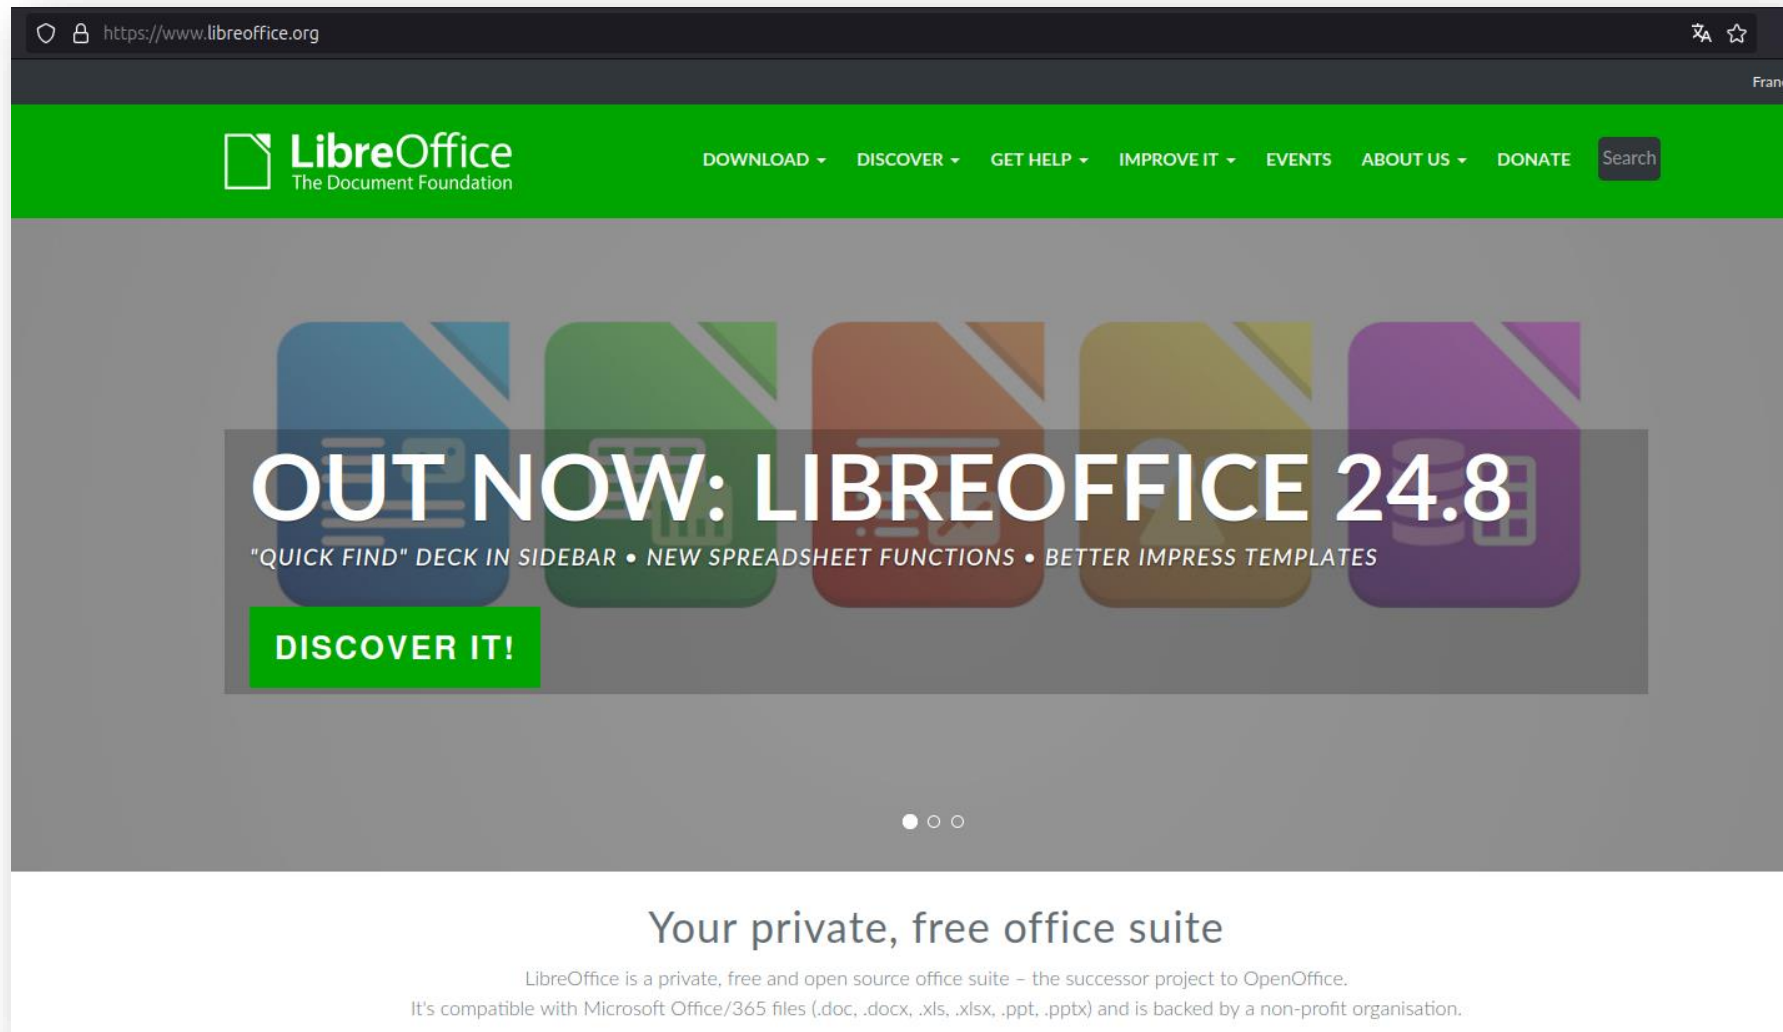 https://www.libreoffice.org
LibreOffice
The Document Foundation
DOWNLOAD DISCOVER GET HELP IMPROVE IT EVENTS ABOUT US DONATE Search
OUT NOW: LIBREOFFICE 24.8
"QUICK FIND" DECK IN SIDEBAR • NEW SPREADSHEET FUNCTIONS • BETTER IMPRESS TEMPLATES
DISCOVER IT!
Your private, free office suite
LibreOffice is a private, free and open source office suite – the successor project to OpenOffice.
It's compatible with Microsoft Office/365 files (.doc, .docx, .xls, .xlsx, .ppt, .pptx) and is backed by a non-profit organisation.